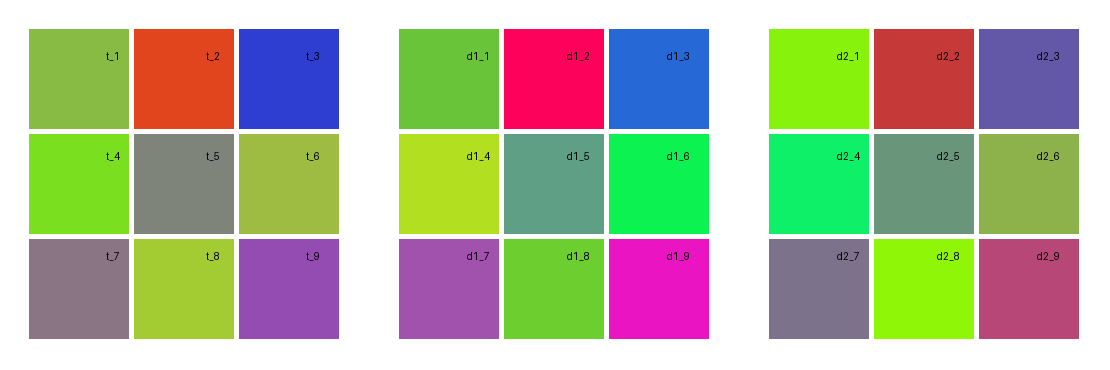 t_1 t_2 t_3 d1_1 d1_2 d1_3 d2_1 d2_2 d2_3
t_4 t_5 t_6 d1_4 d1_5 d1_6 d2_4 d2_5 d2_6
t_7 t_8 t_9 d1_7 d1_8 d1_9 d2_7 d2_8 d2_9